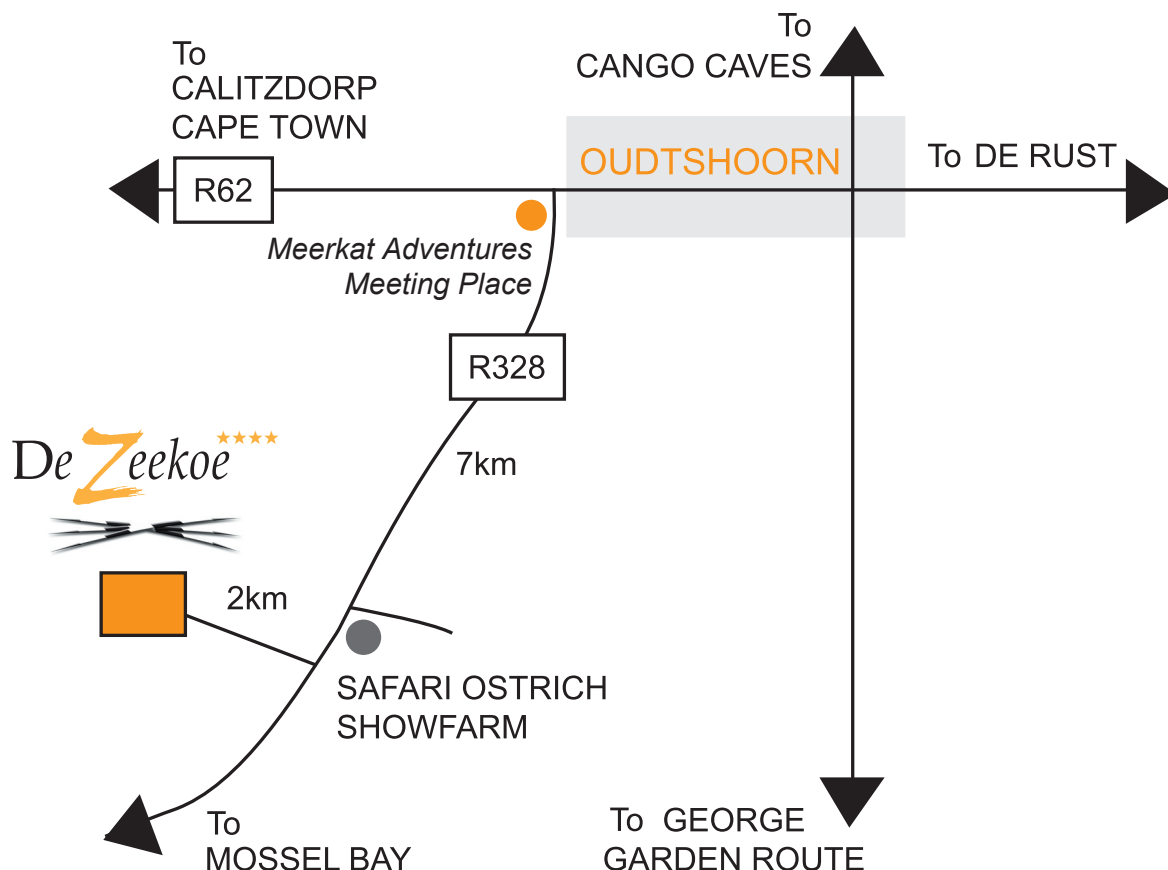 To
CALITZDORP
CAPE TOWN
To
CANGO CAVES
R62
OUDTSHOORN
To DE RUST
Meerkat Adventures
Meeting Place
R328
De Zeekoe
7km
2km
SAFARI OSTRICH
SHOWFARM
To
MOSSEL BAY
To GEORGE
GARDEN ROUTE